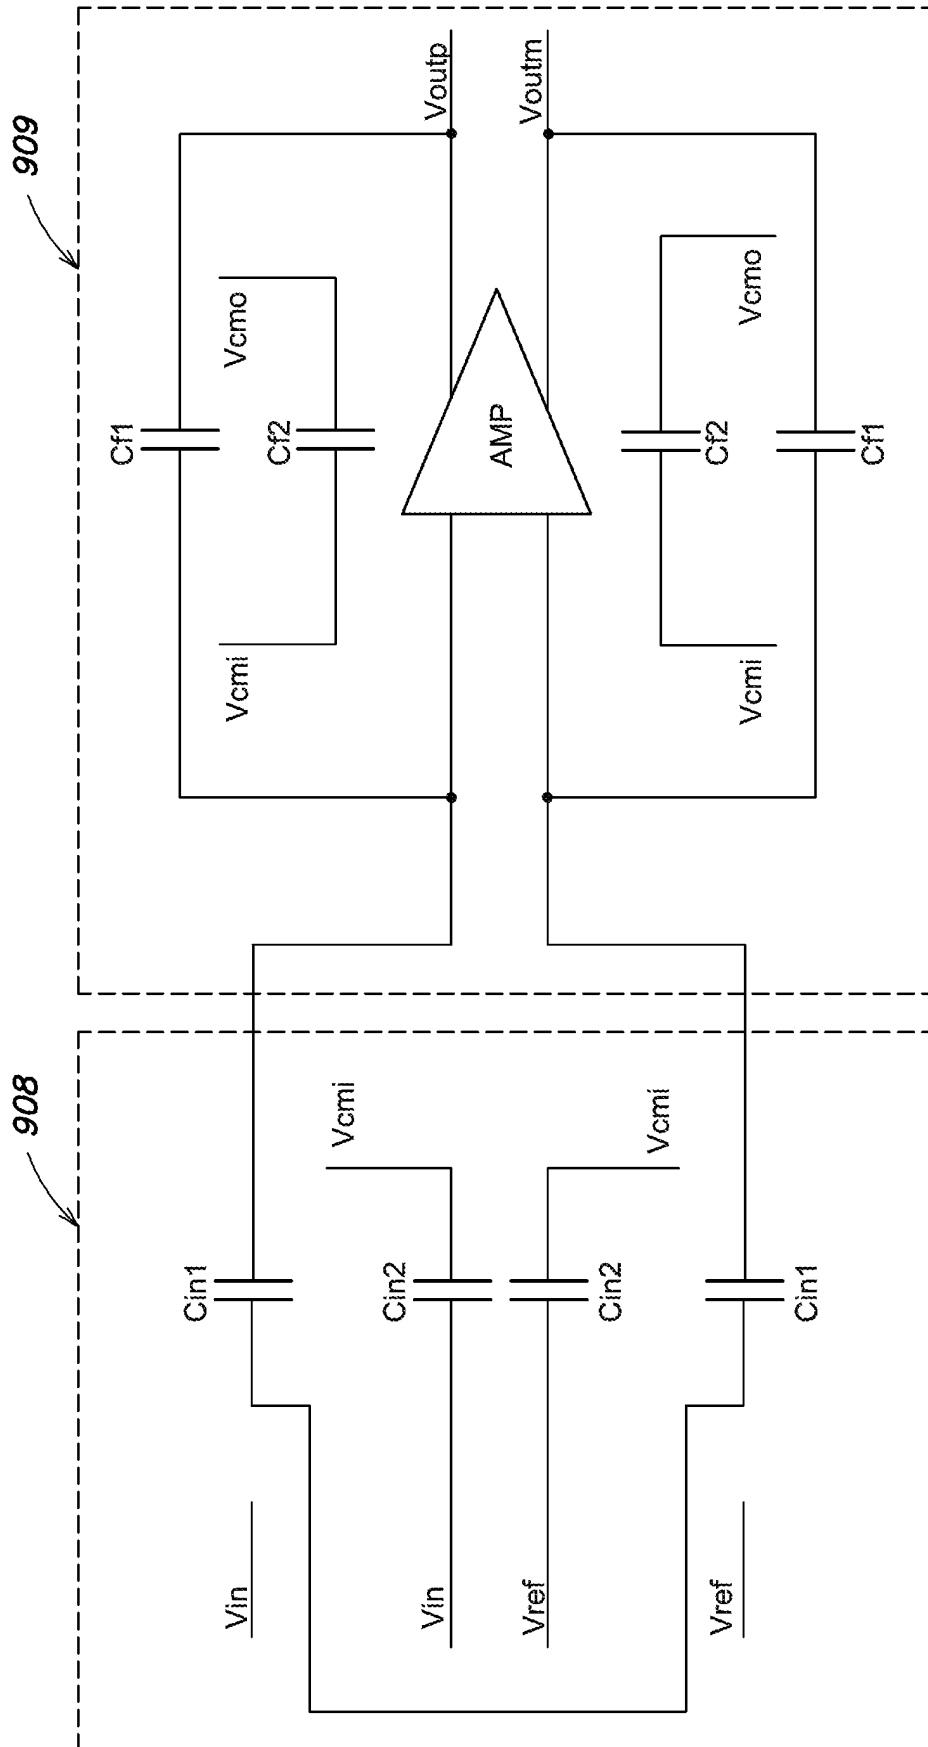 908
909
Vin
Vin
Vref
Vref
Cin1
Cin2
Cin2
Cin1
Vcmi
Vcmi
Cf1
Vcmi
Vcmo
Cf2
AMP
Cf2
Vcmi
Vcmo
Cf1
Voutp
Voutm